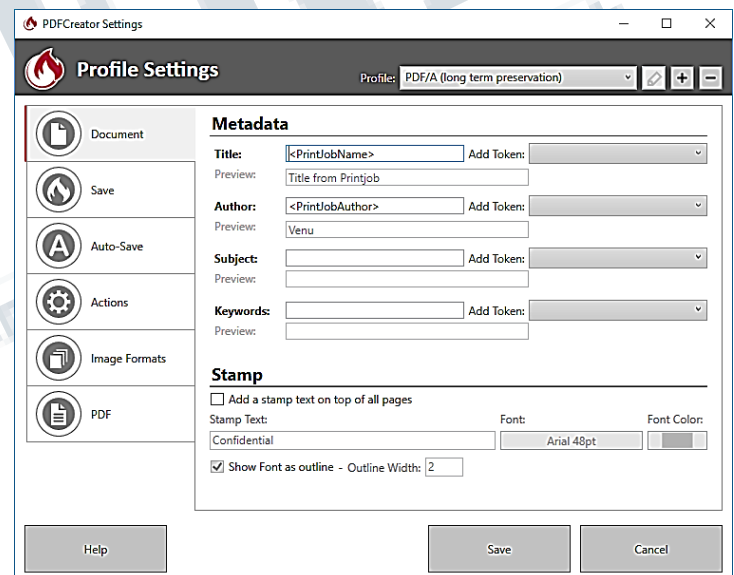 PDFCreator Settings
Profile Settings
Profile: PDF/A (long term preservation)
Document
Save
Auto-Save
Actions
Image Formats
PDF
Metadata
Title: <PrintJobName> Add Token:
Preview: Title from Printjob
Author: <PrintJobAuthor> Add Token:
Preview: Venu
Subject: Add Token:
Preview:
Keywords: Add Token:
Preview:
Stamp
Add a stamp text on top of all pages
Stamp Text: Font: Font Color:
Confidential Arial 48pt
Show Font as outline - Outline Width: 2
Help Save Cancel